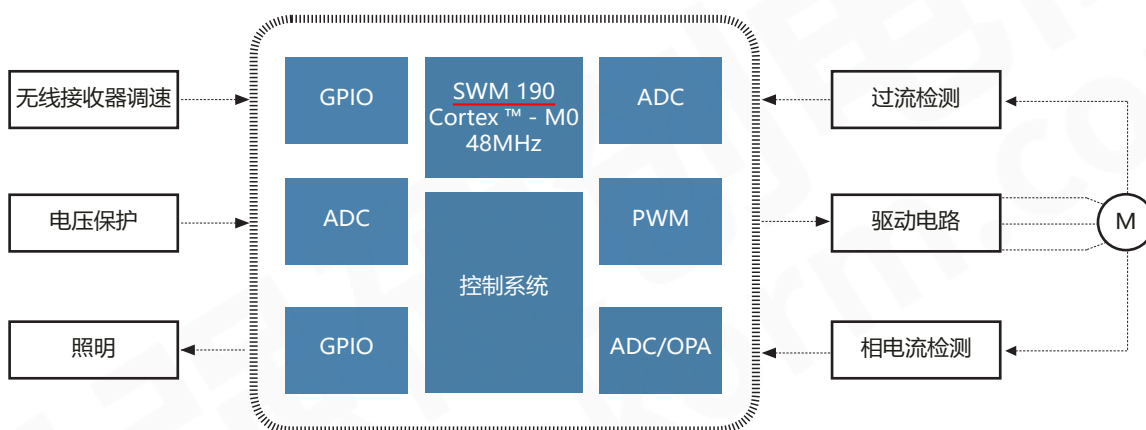 无线接收器调速
GPIO
SWM 190
Cortex ™ - M0
48MHz
ADC
过流检测
电压保护
ADC
控制系统
PWM
驱动电路
M
照明
GPIO
ADC/OPA
相电流检测